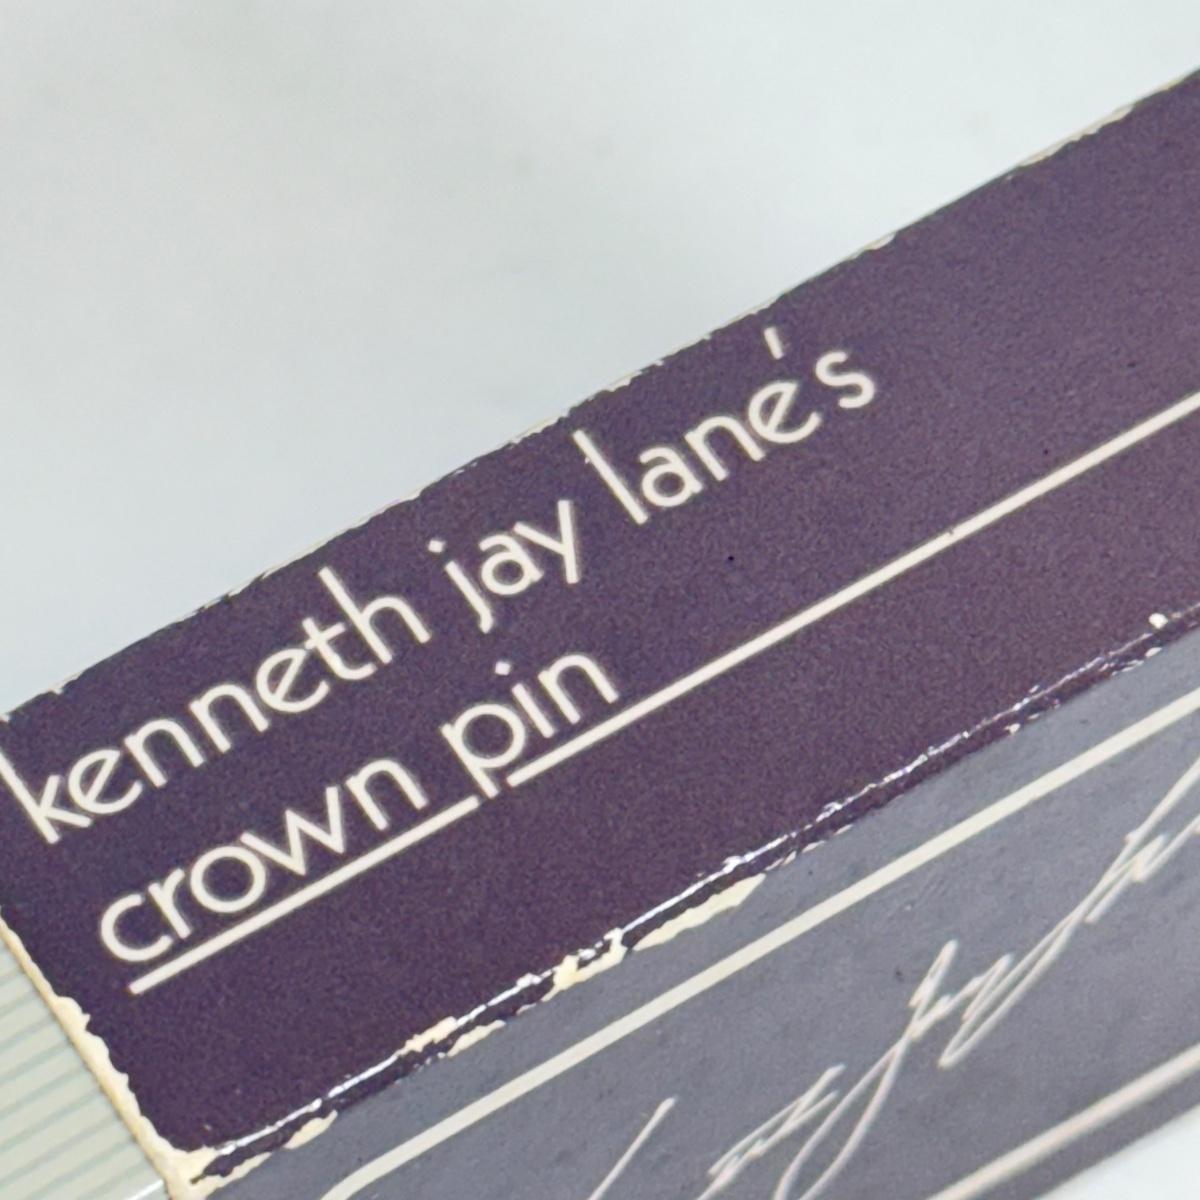 kenneth jay lane's
crown pin